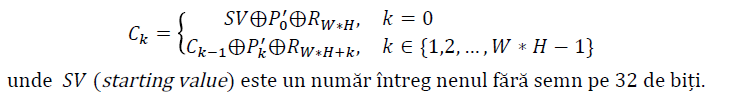 C_k = { SV⊕P'_0⊕R_{W*H}, k = 0
C_{k−1}⊕P'_k⊕R_{W*H+k}, k ∈ {1,2, … , W ∗ H − 1}
unde SV (starting value) este un număr întreg nenul fără semn pe 32 de biți.